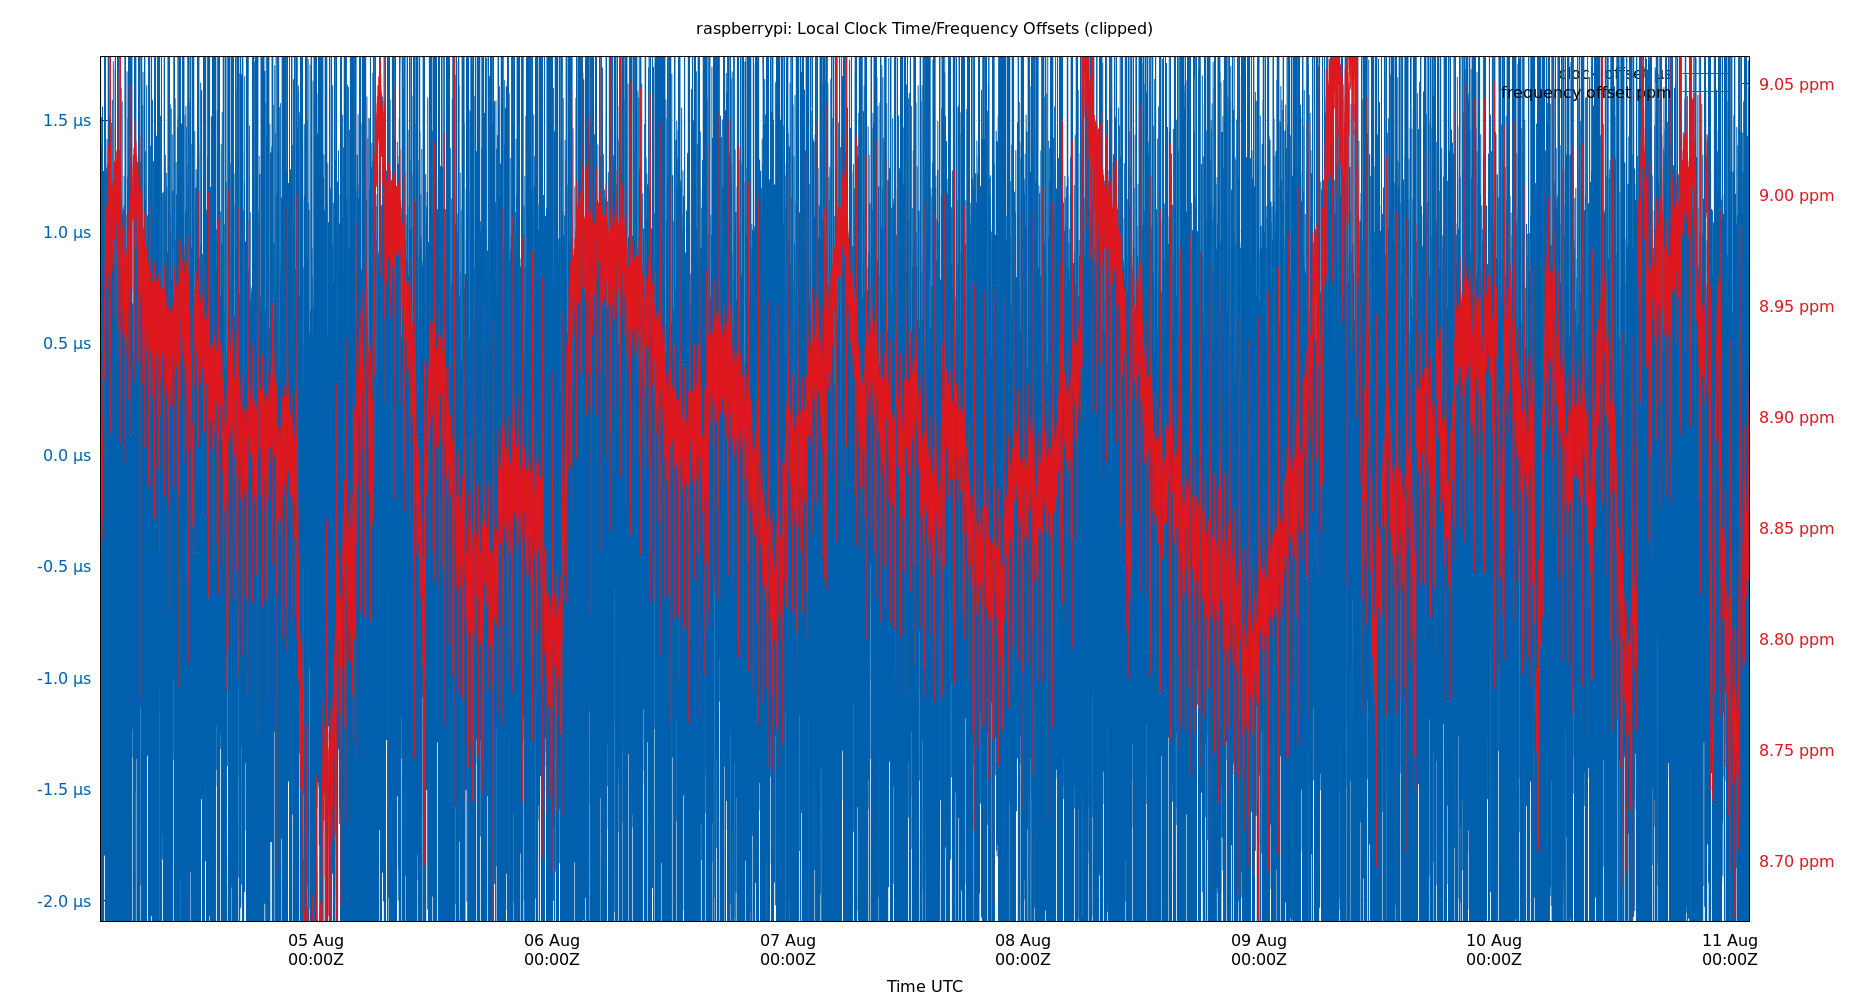 raspberrypi: Local Clock Time/Frequency Offsets (clipped)
clock offset µs
frequency offset ppm
1.5 µs
1.0 µs
0.5 µs
0.0 µs
-0.5 µs
-1.0 µs
-1.5 µs
-2.0 µs
9.05 ppm
9.00 ppm
8.95 ppm
8.90 ppm
8.85 ppm
8.80 ppm
8.75 ppm
8.70 ppm
05 Aug 06 Aug 07 Aug 08 Aug 09 Aug 10 Aug 11 Aug
00:00Z 00:00Z 00:00Z 00:00Z 00:00Z 00:00Z 00:00Z
Time UTC